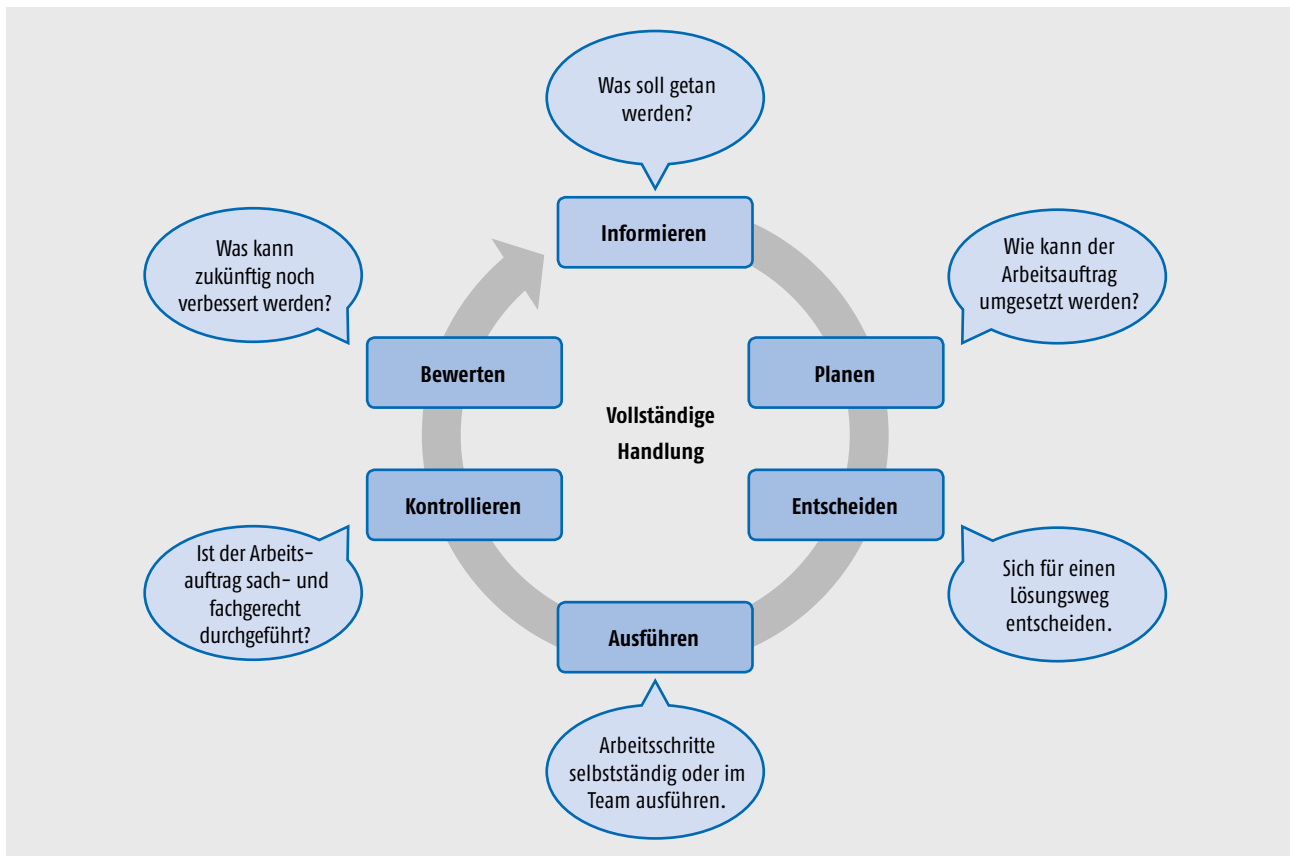 Was soll getan
werden?
Informieren
Wie kann der
Arbeitsauftrag
umgesetzt werden?
Planen
Entscheiden
Sich für einen
Lösungsweg
entscheiden.
Ausführen
Arbeitsschritte
selbstständig oder im
Team ausführen.
Kontrollieren
Ist der Arbeits-
auftrag sach- und
fachgerecht
durchgeführt?
Bewerten
Was kann
zukünftig noch
verbessert werden?
Vollständige
Handlung